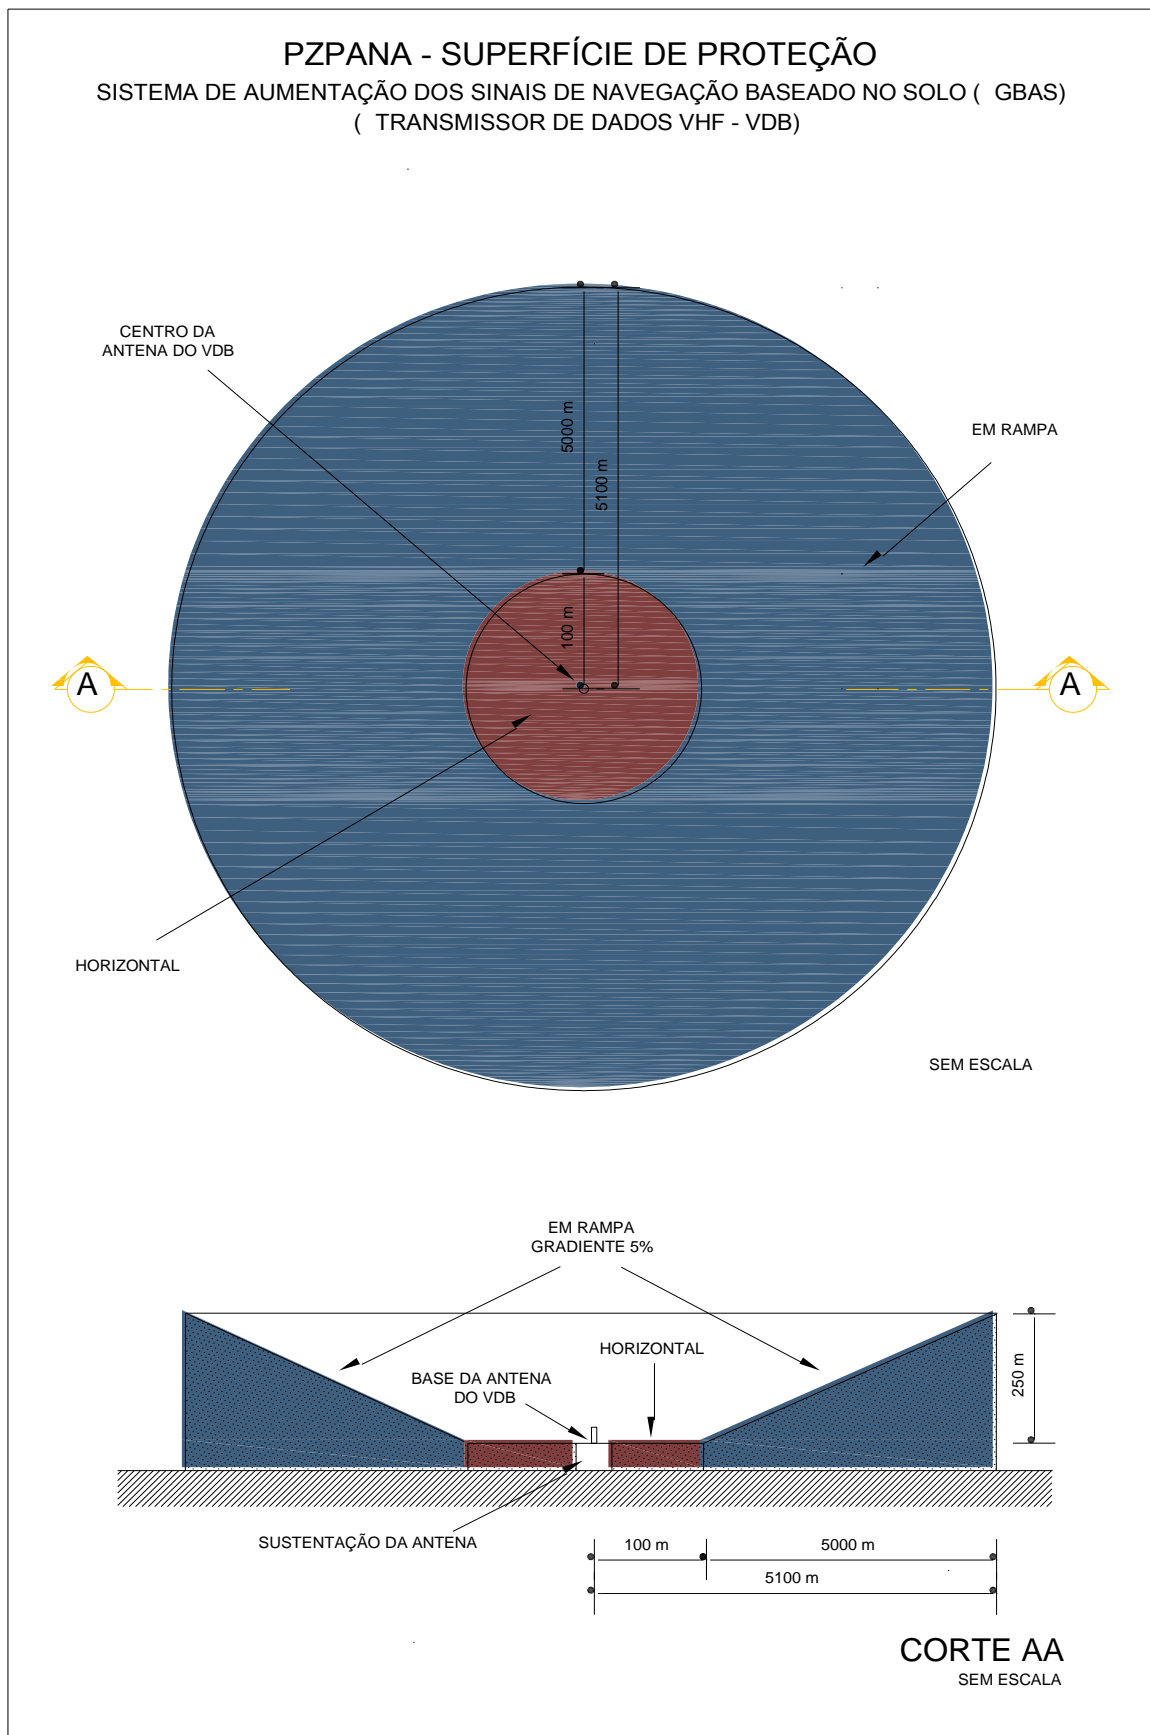 PZPANA - SUPERFÍCIE DE PROTEÇÃO
SISTEMA DE AUMENTAÇÃO DOS SINAIS DE NAVEGAÇÃO BASEADO NO SOLO ( GBAS)
( TRANSMISSOR DE DADOS VHF - VDB)
CENTRO DA
ANTENA DO VDB
EM RAMPA
5000 m
5100 m
100 m
A
A
HORIZONTAL
SEM ESCALA
EM RAMPA
GRADIENTE 5%
HORIZONTAL
BASE DA ANTENA
DO VDB
250 m
SUSTENTAÇÃO DA ANTENA
100 m
5000 m
5100 m
CORTE AA
SEM ESCALA